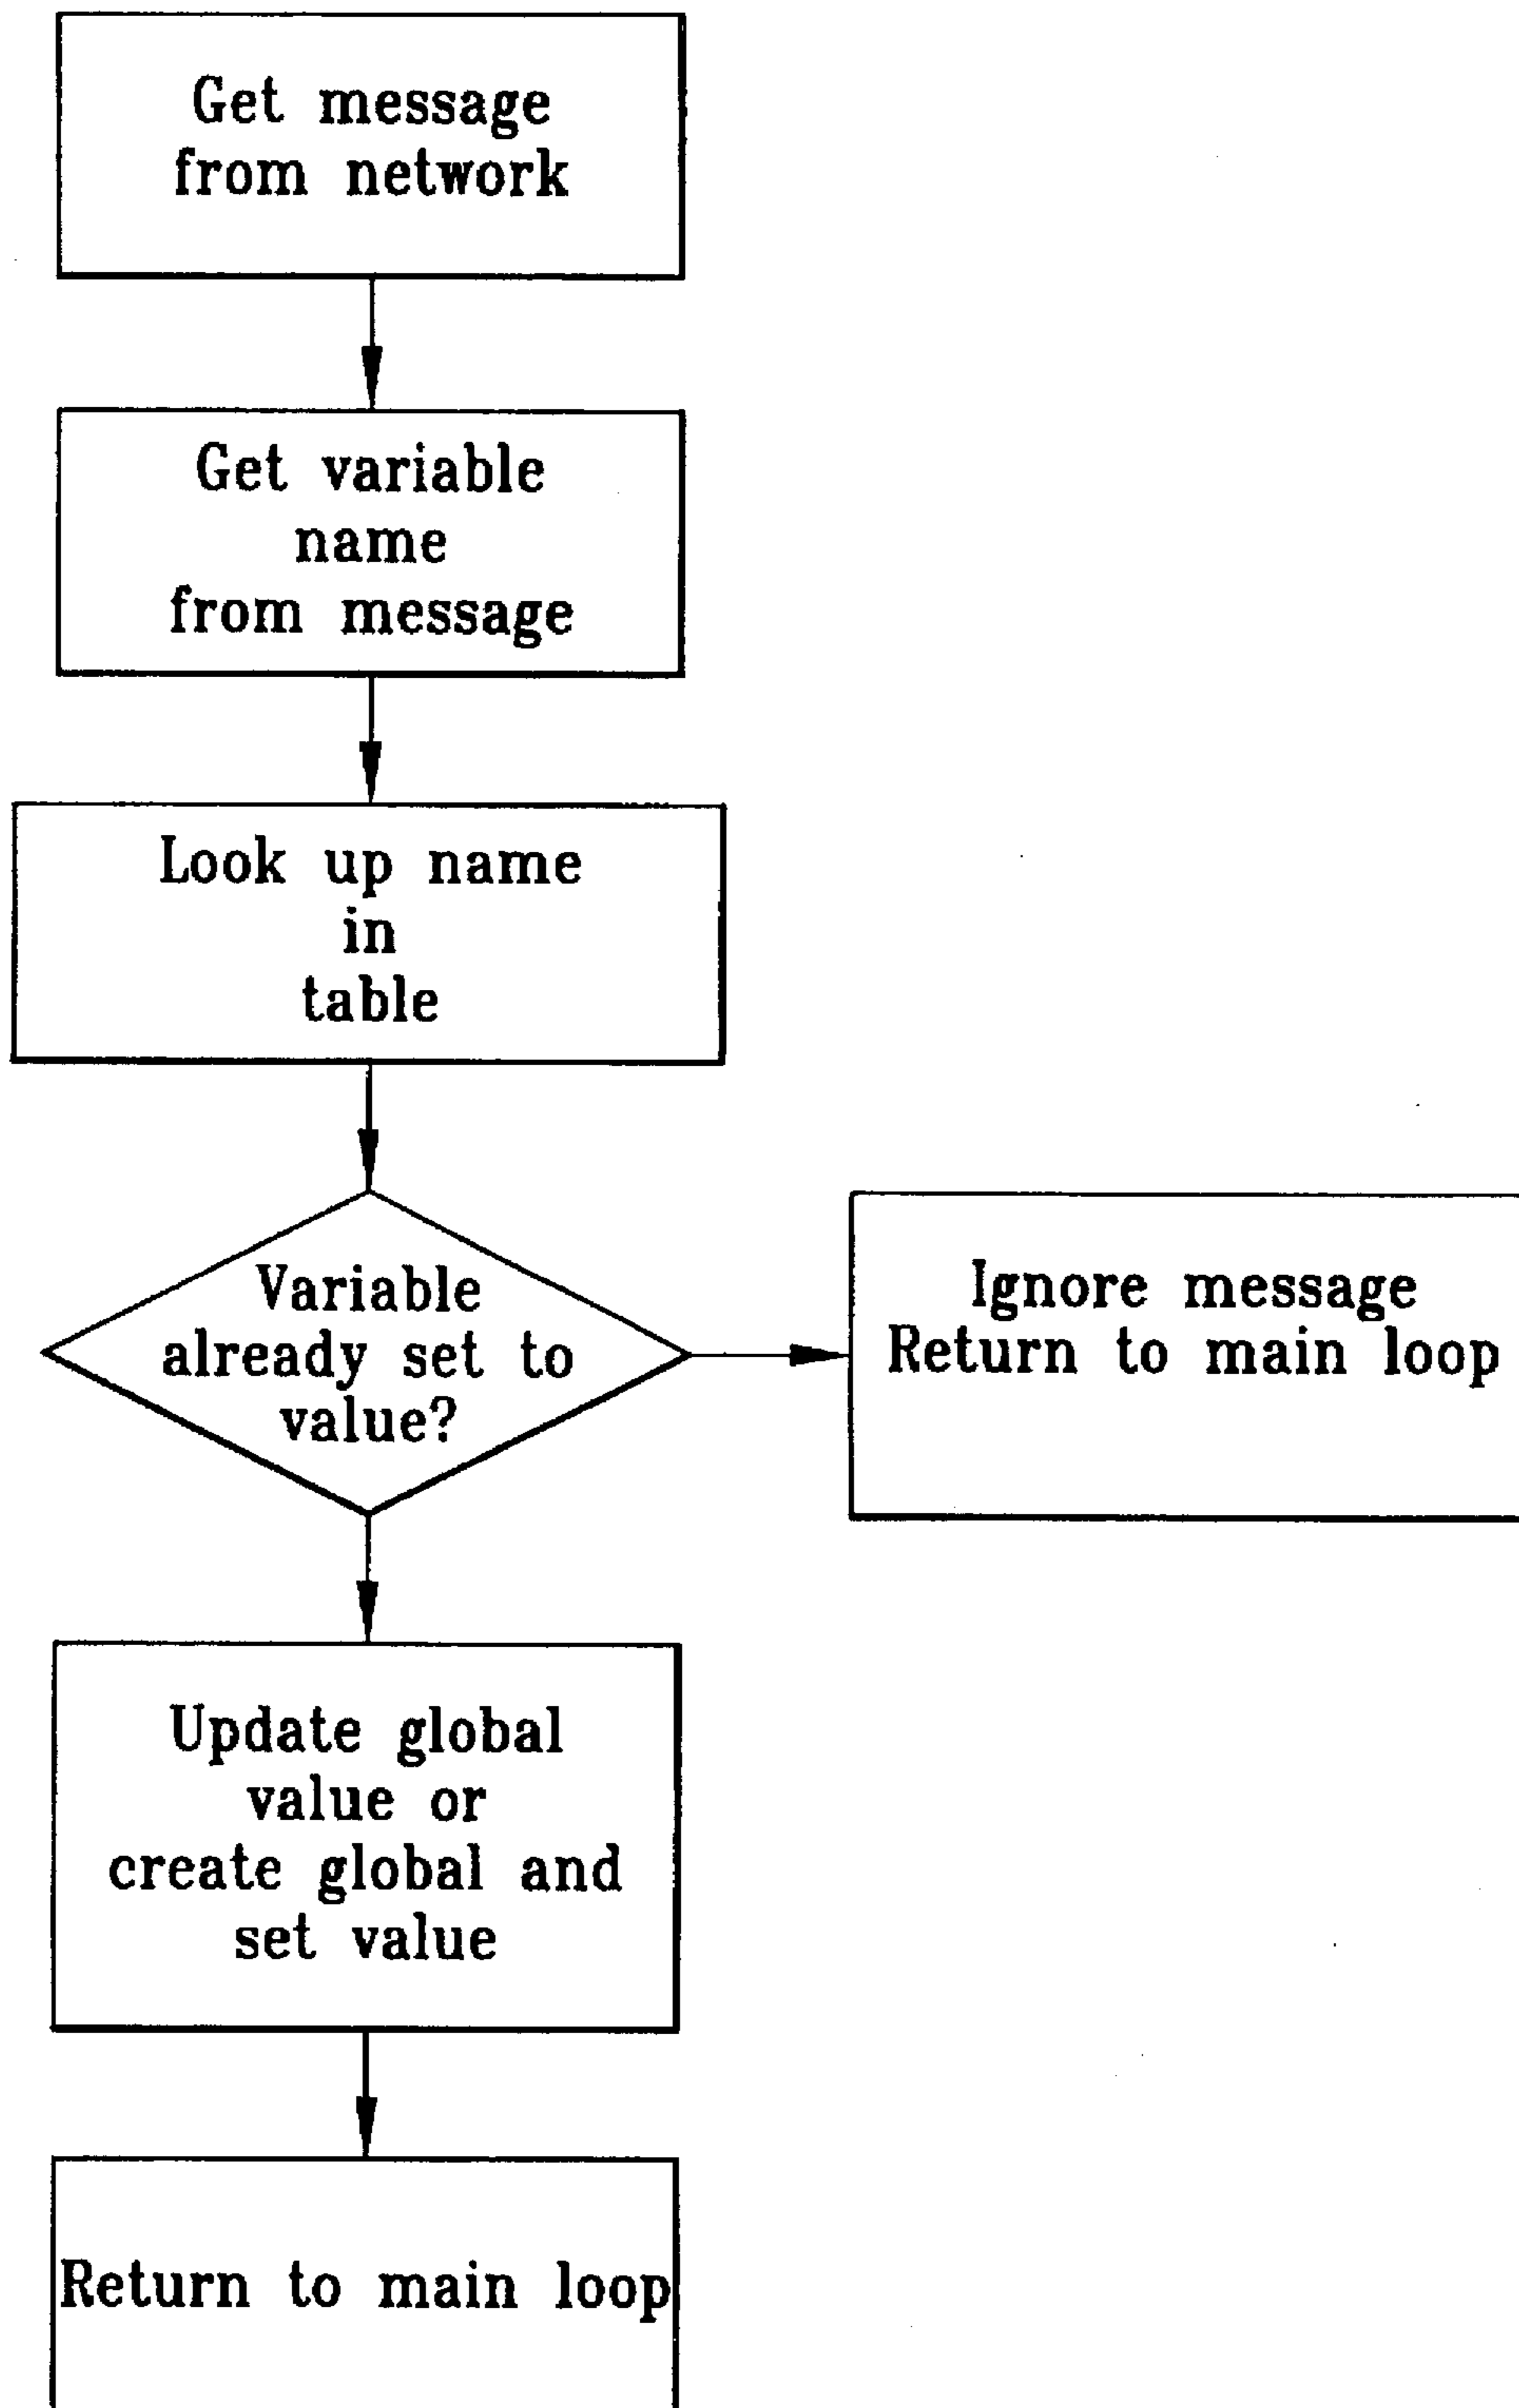 Get message
from network
Get variable
name
from message
Look up name
in
table
Variable
already set to
value?
Ignore message
Return to main loop
Update global
value or
create global and
set value
Return to main loop